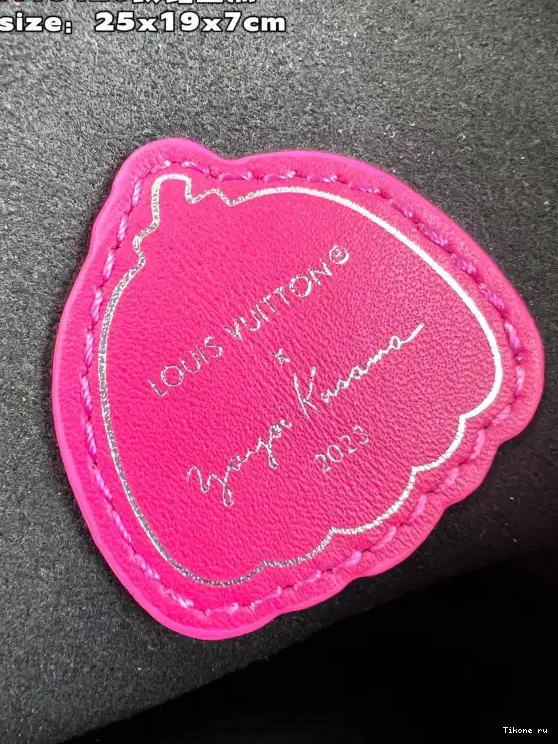 size: 25x19x7cm
LOUIS VUITTON®
x
Yayoi Kusama
2023
Tikone ru